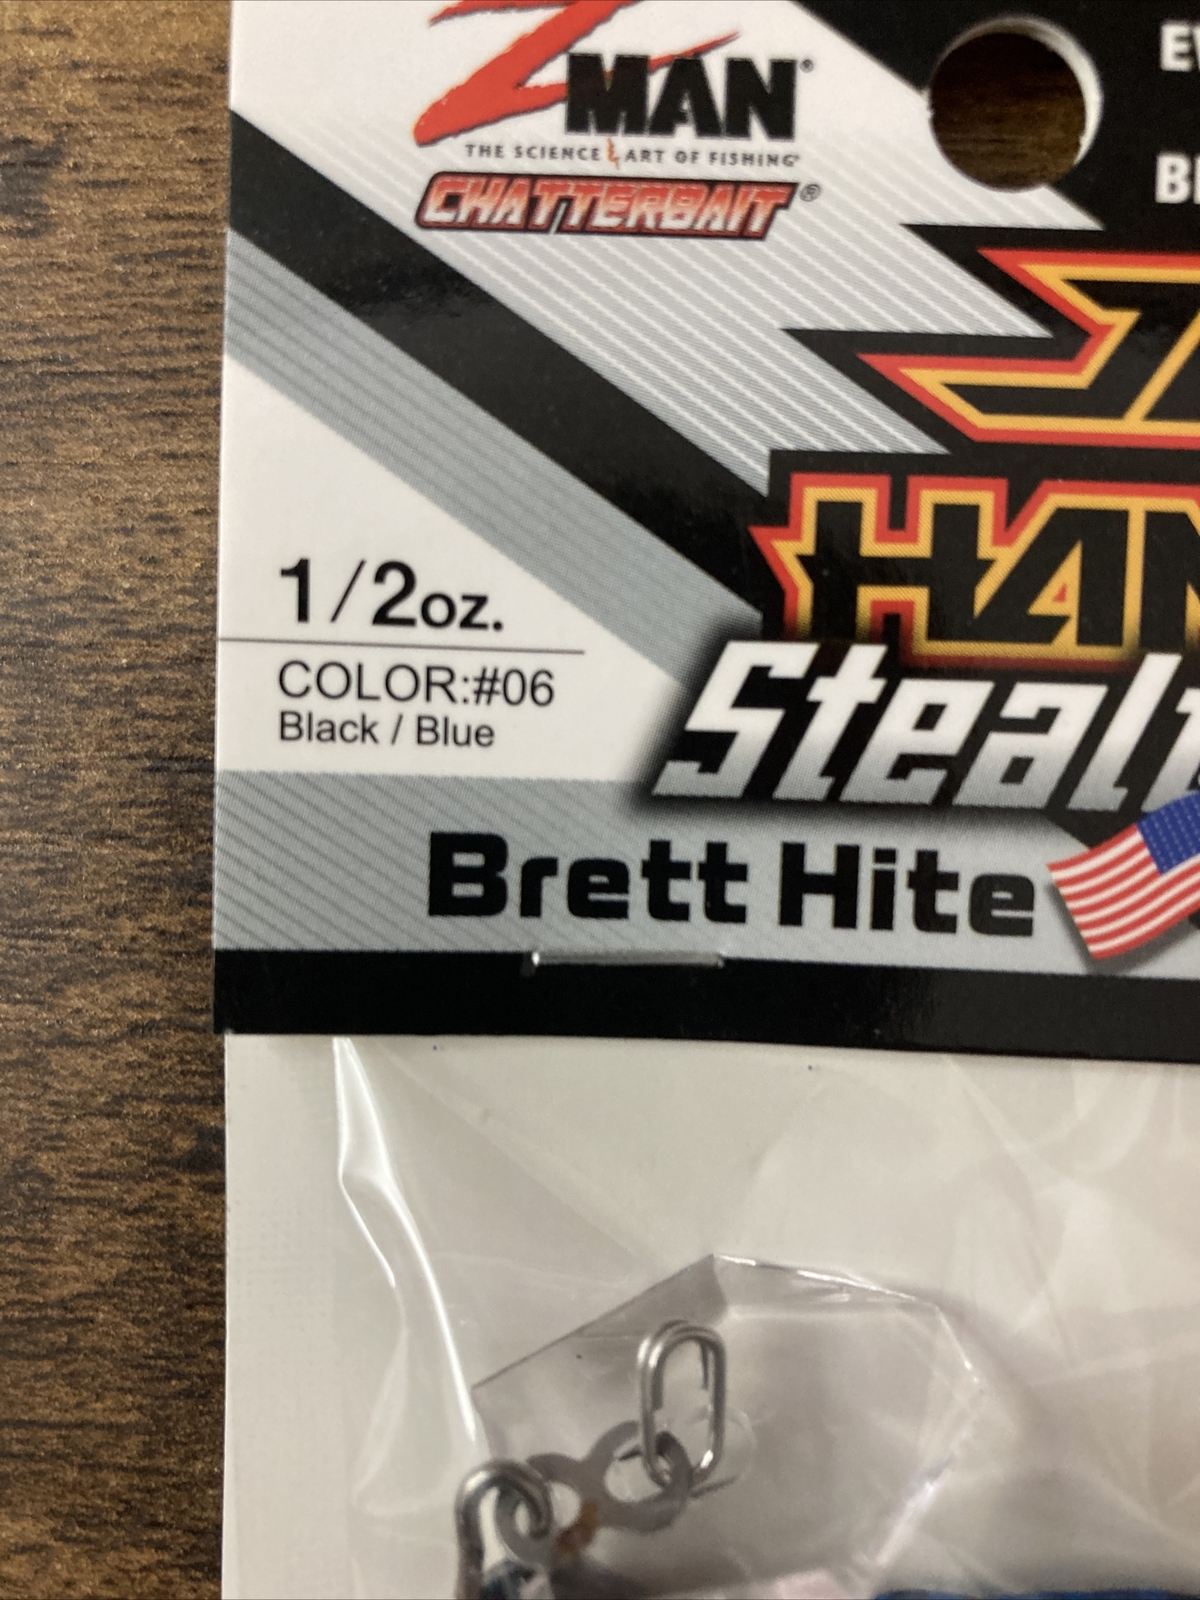 Z MAN®
THE SCIENCE & ART OF FISHING®
CHATTERBAIT®
1/2oz.
COLOR:#06
Black / Blue
Brett Hite